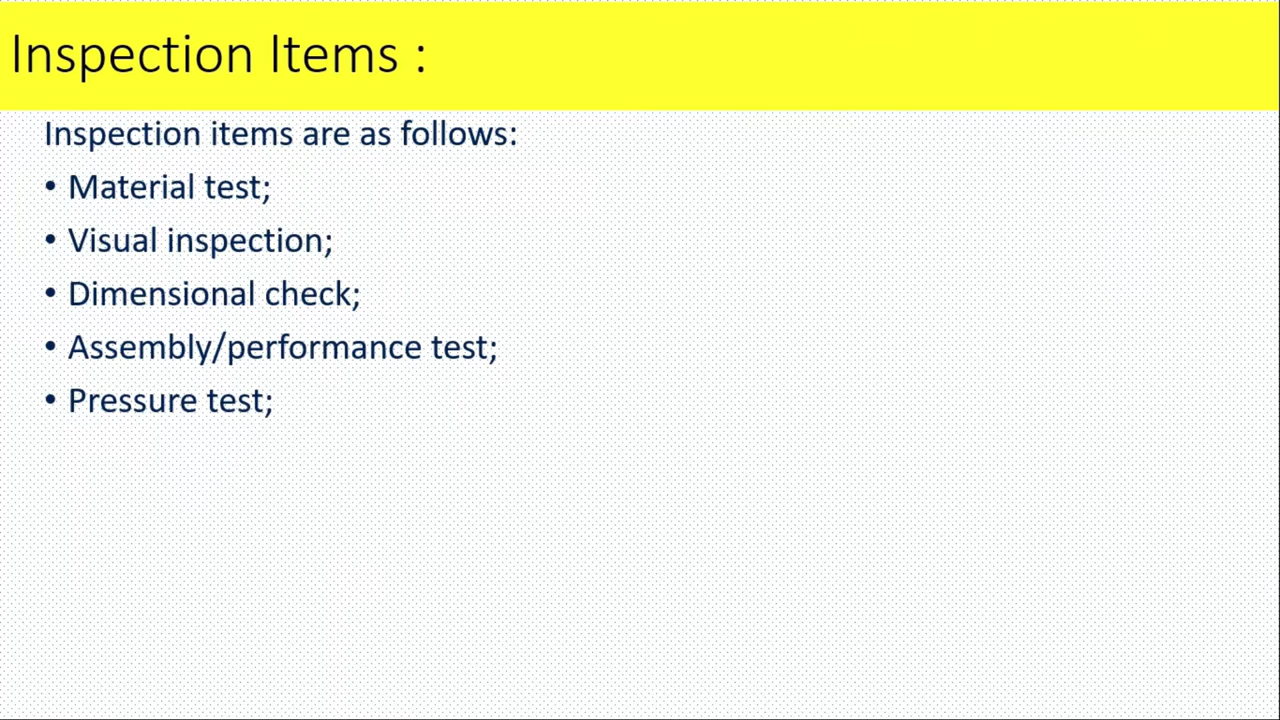 Inspection Items :
Inspection items are as follows:
• Material test;
• Visual inspection;
• Dimensional check;
• Assembly/performance test;
• Pressure test;